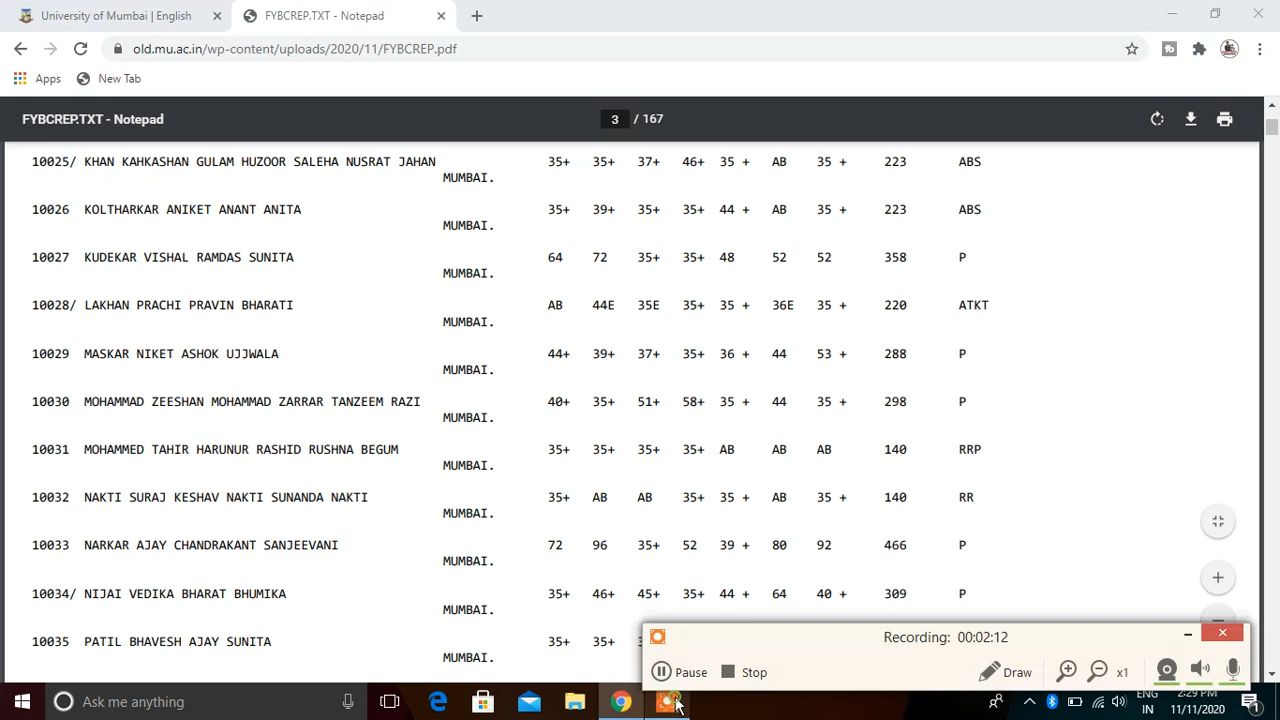 University of Mumbai | English
FYBCREP.TXT - Notepad
old.mu.ac.in/wp-content/uploads/2020/11/FYBCREP.pdf
Apps New Tab
FYBCREP.TXT - Notepad 3 / 167
10025/ KHAN KAHKASHAN GULAM HUZOOR SALEHA NUSRAT JAHAN 35+ 35+ 37+ 46+ 35 + AB 35 + 223 ABS
MUMBAI.
10026 KOLTHARKAR ANIKET ANANT ANITA 35+ 39+ 35+ 35+ 44 + AB 35 + 223 ABS
MUMBAI.
10027 KUDEKAR VISHAL RAMDAS SUNITA 64 72 35+ 35+ 48 52 52 358 P
MUMBAI.
10028/ LAKHAN PRACHI PRAVIN BHARATI AB 44E 35E 35+ 35 + 36E 35 + 220 ATKT
MUMBAI.
10029 MASKAR NIKET ASHOK UJJWALA 44+ 39+ 37+ 35+ 36 + 44 53 + 288 P
MUMBAI.
10030 MOHAMMAD ZEESHAN MOHAMMAD ZARRAR TANZEEM RAZI 40+ 35+ 51+ 58+ 35 + 44 35 + 298 P
MUMBAI.
10031 MOHAMMED TAHIR HARUNUR RASHID RUSHNA BEGUM 35+ 35+ 35+ 35+ AB AB AB 140 RRP
MUMBAI.
10032 NAKTI SURAJ KESHAV NAKTI SUNANDA NAKTI 35+ AB AB 35+ 35 + AB 35 + 140 RR
MUMBAI.
10033 NARKAR AJAY CHANDRAKANT SANJEEVANI 72 96 35+ 52 39 + 80 92 466 P
MUMBAI.
10034/ NIJAI VEDIKA BHARAT BHUMIKA 35+ 46+ 45+ 35+ 44 + 64 40 + 309 P
MUMBAI.
10035 PATIL BHAVESH AJAY SUNITA 35+ 35+
MUMBAI.
Recording: 00:02:12
Pause Stop Draw x1
Ask me anything
ENG 2:29 PM
IN 11/11/2020